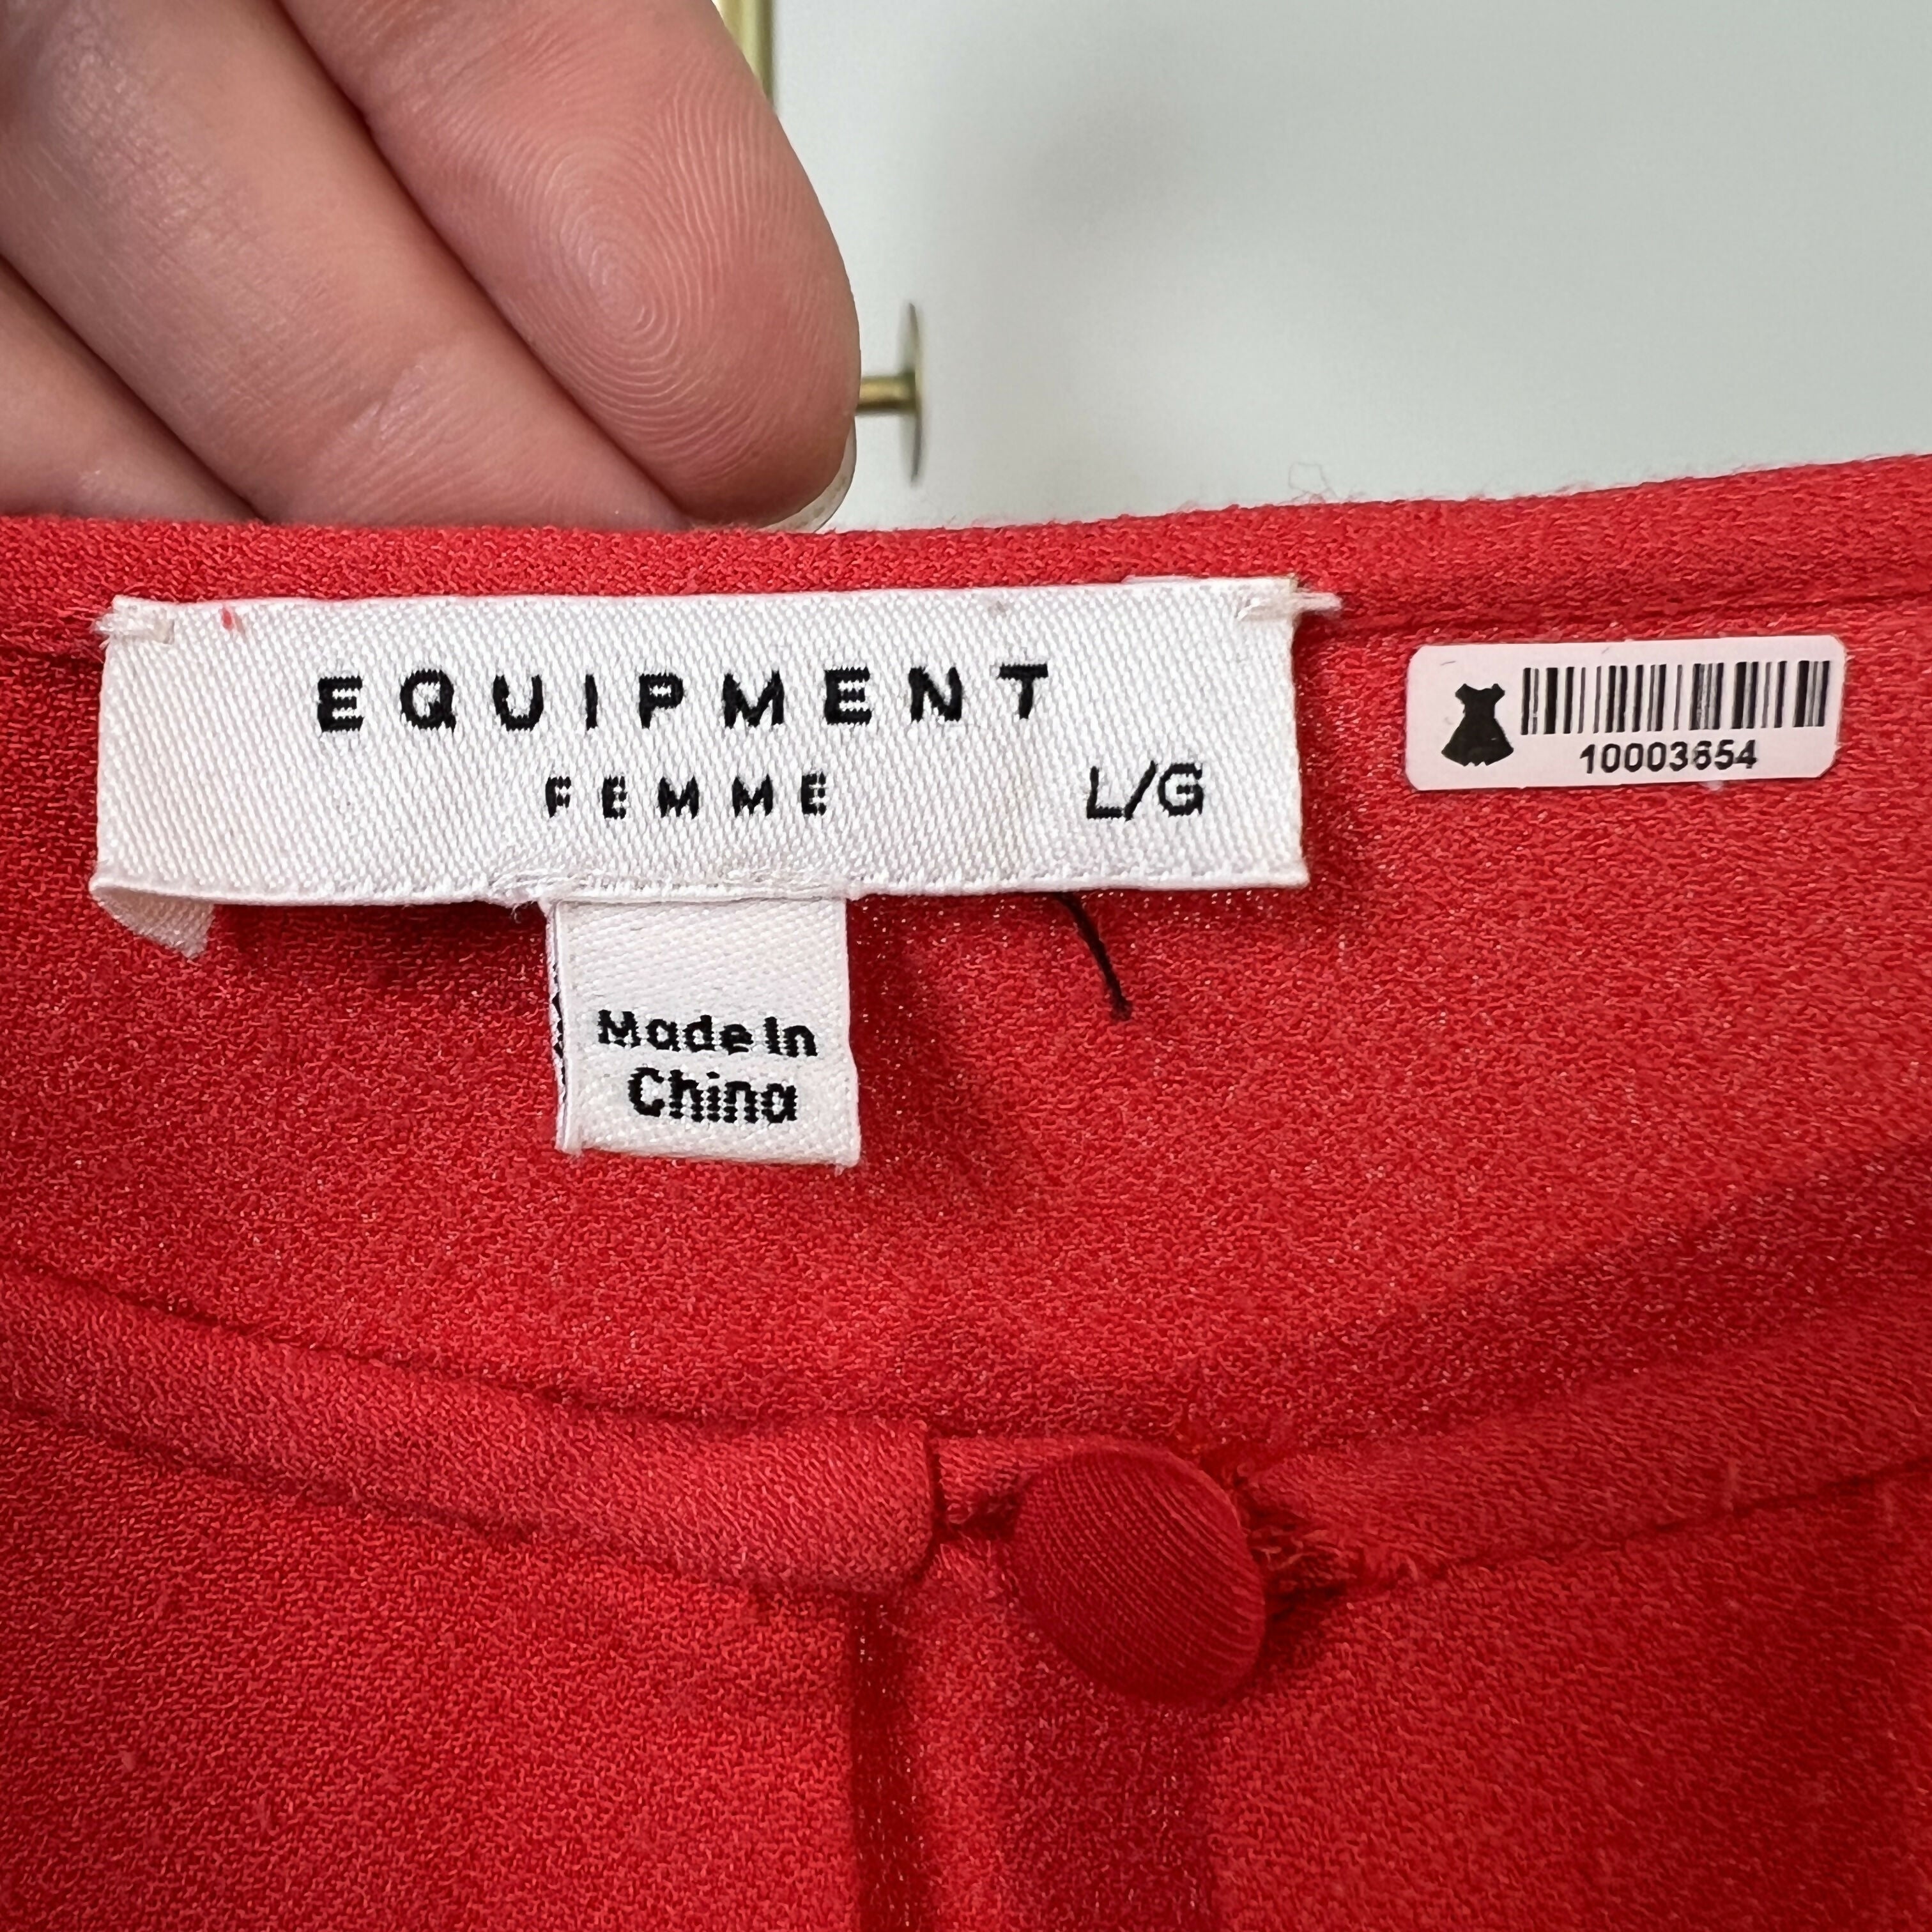 EQUIPMENT
FEMME
L/G
10003654
Made In
China